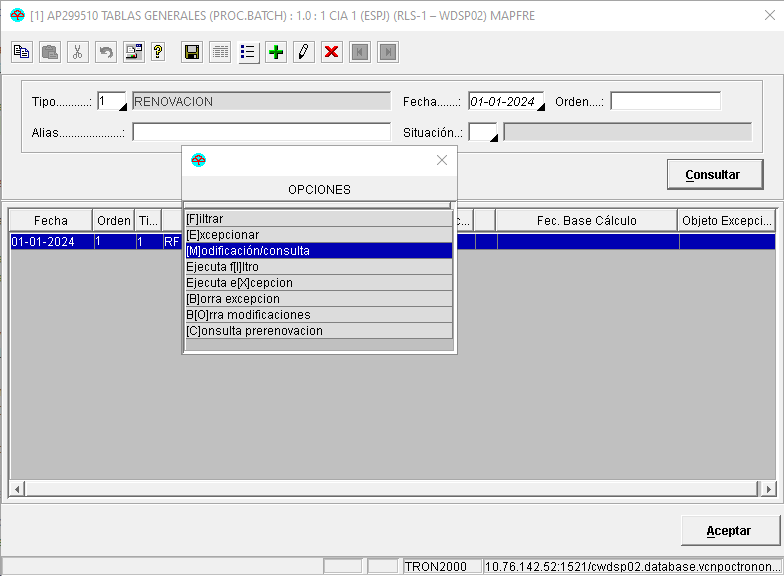 [1] AP299510 TABLAS GENERALES (PROC.BATCH) : 1.0 : 1 CIA 1 (ESPJ) (RLS-1 – WDSP02) MAPFRE
Tipo...........: 1 RENOVACION Fecha......: 01-01-2024 Orden....:
Alias.....................: Situación..:
Consultar
OPCIONES
Fecha Orden Ti... c... Fec. Base Cálculo Objeto Excepci...
01-01-2024 1 1 RF
[F]iltrar
[E]xcepcionar
[M]odificación/consulta
Ejecuta f[I]ltro
Ejecuta e[X]cepcion
[B]orra excepcion
B[O]rra modificaciones
[C]onsulta prerenovacion
Aceptar
TRON2000 10.76.142.52:1521/cwdsp02.database.vcnpoctronon...